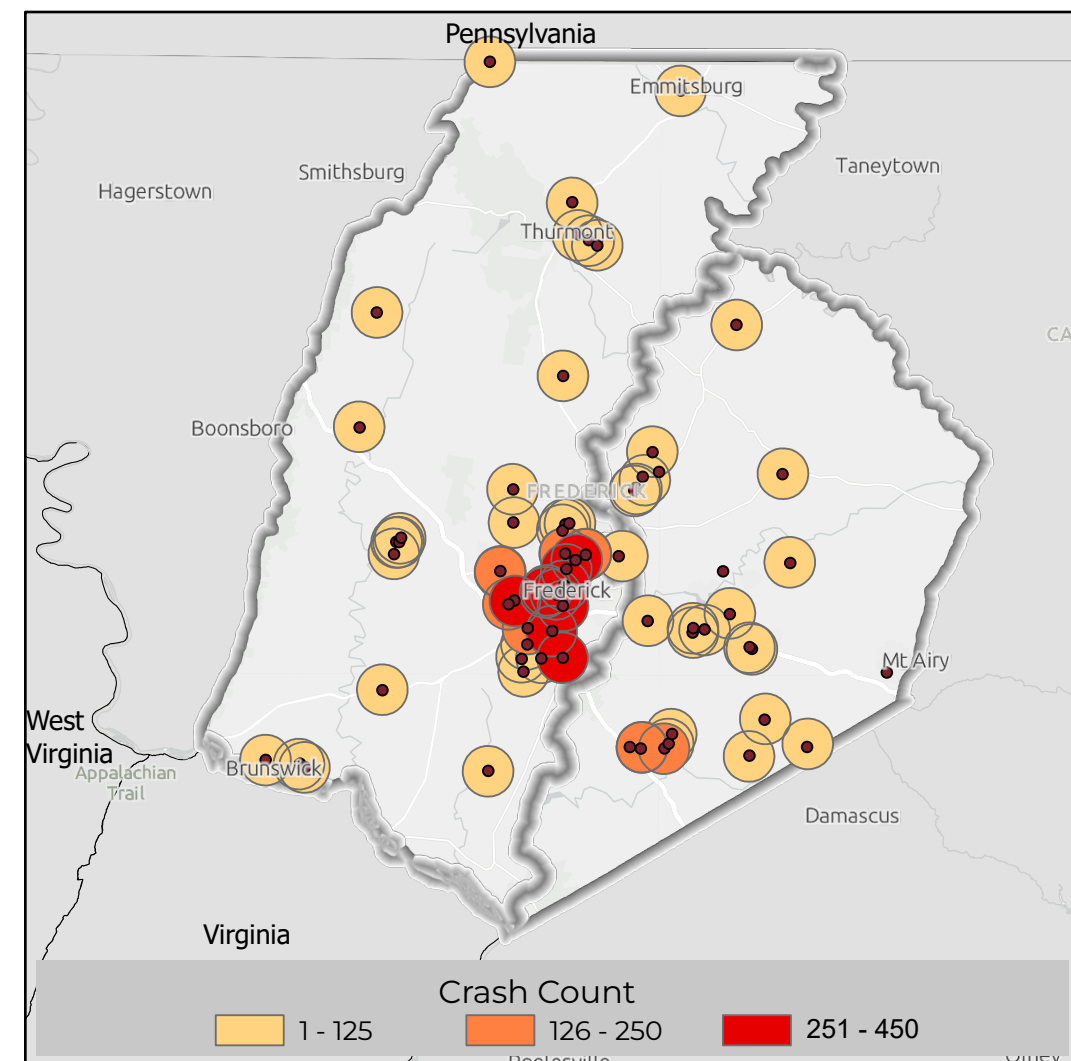 Pennsylvania
Emmitsburg
Taneytown
Smithsburg
Hagerstown
Thurmont
CA
Boonsboro
FREDERICK
Frederick
Mt Airy
West
Virginia
Appalachian
Trail
Brunswick
Damascus
Virginia
Crash Count
1 - 125
126 - 250
251 - 450